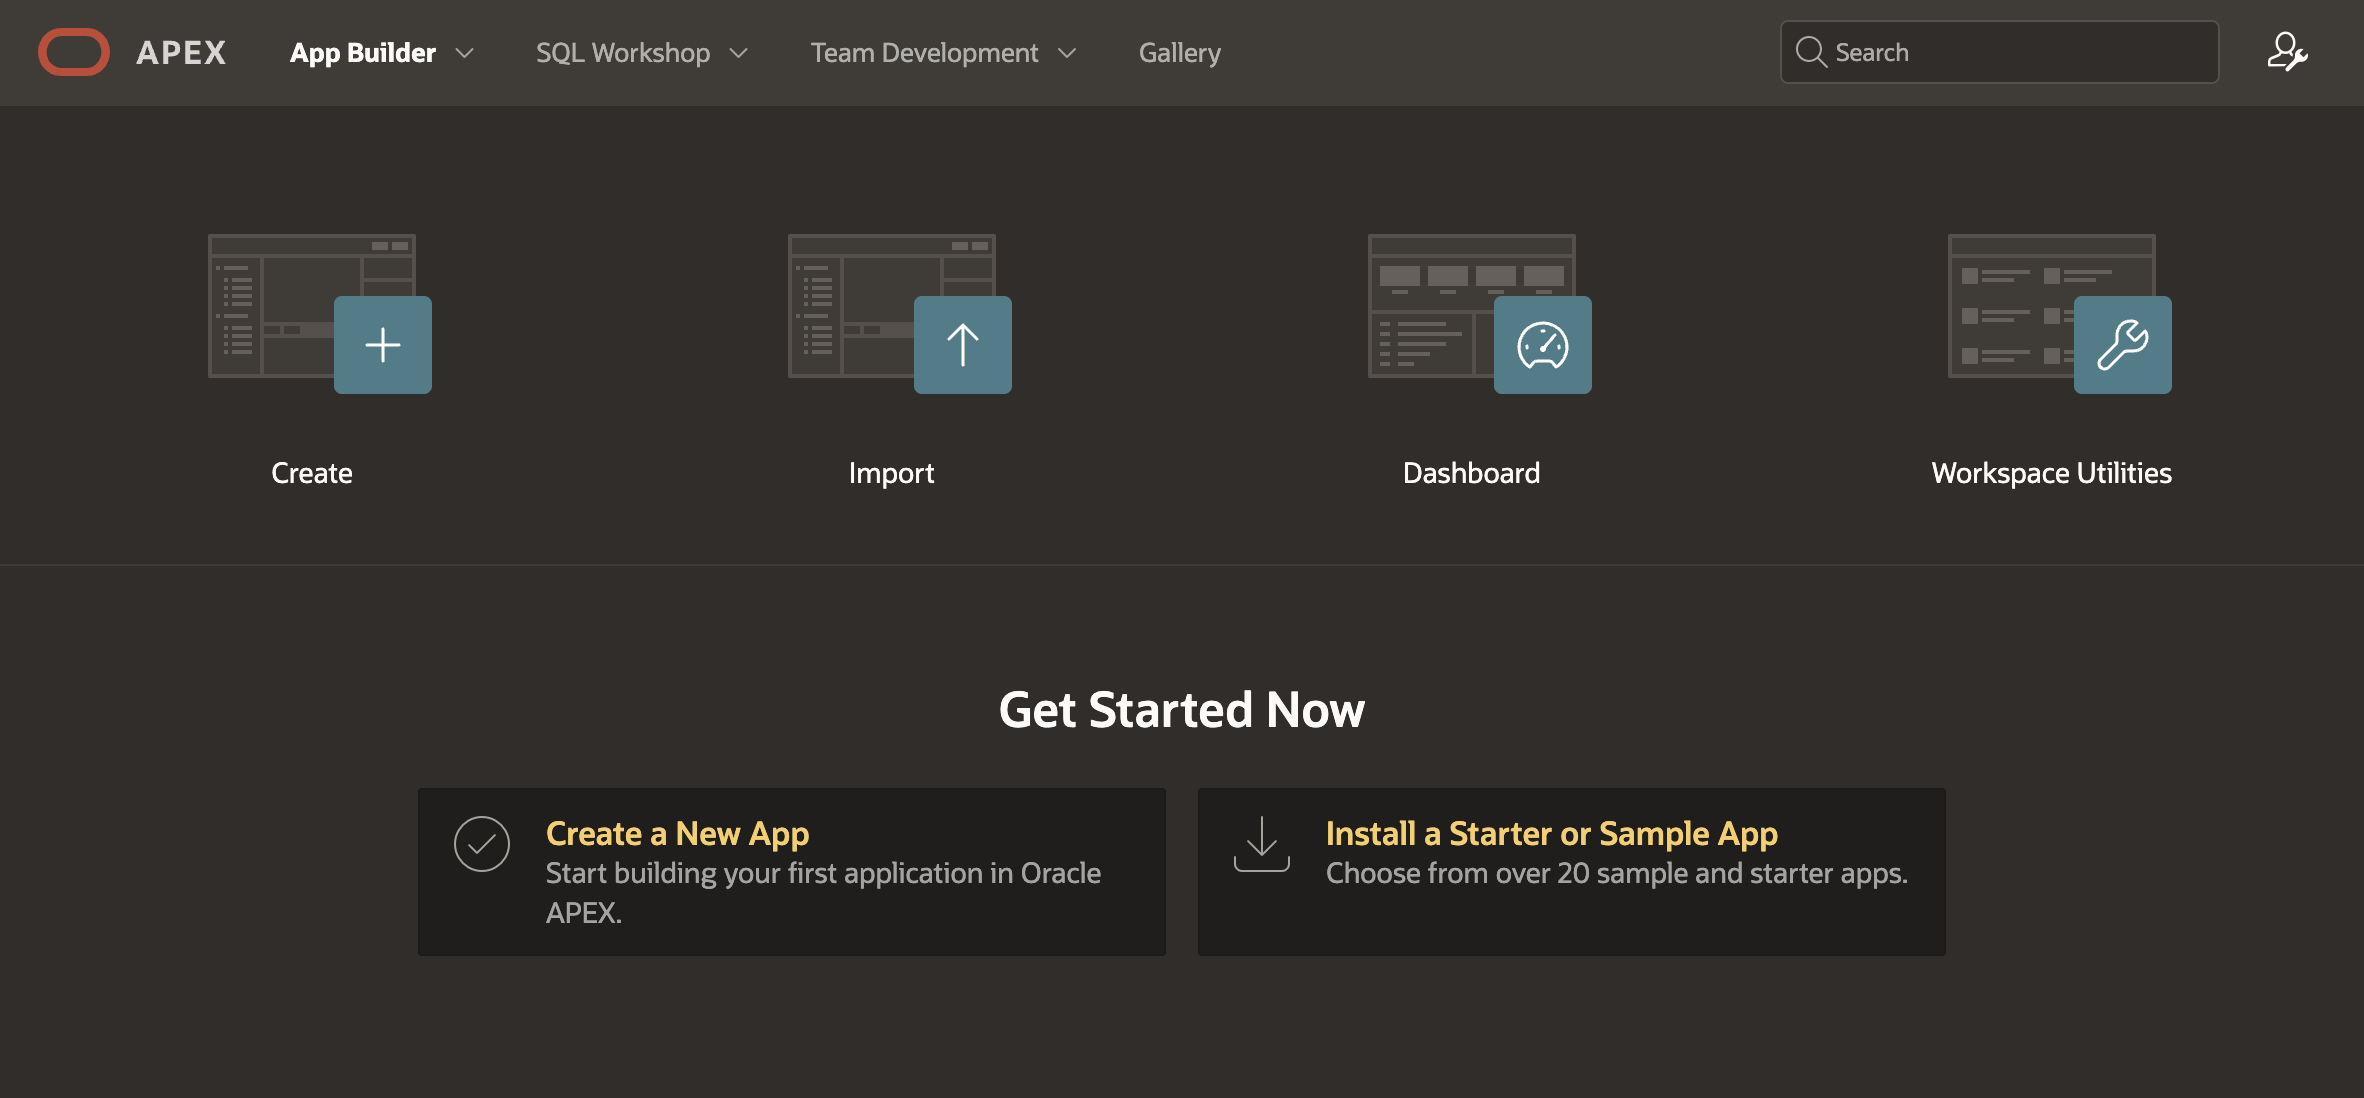 APEX
App Builder
SQL Workshop
Team Development
Gallery
Search
Create
Import
Dashboard
Workspace Utilities
Get Started Now
Create a New App
Start building your first application in Oracle
APEX.
Install a Starter or Sample App
Choose from over 20 sample and starter apps.